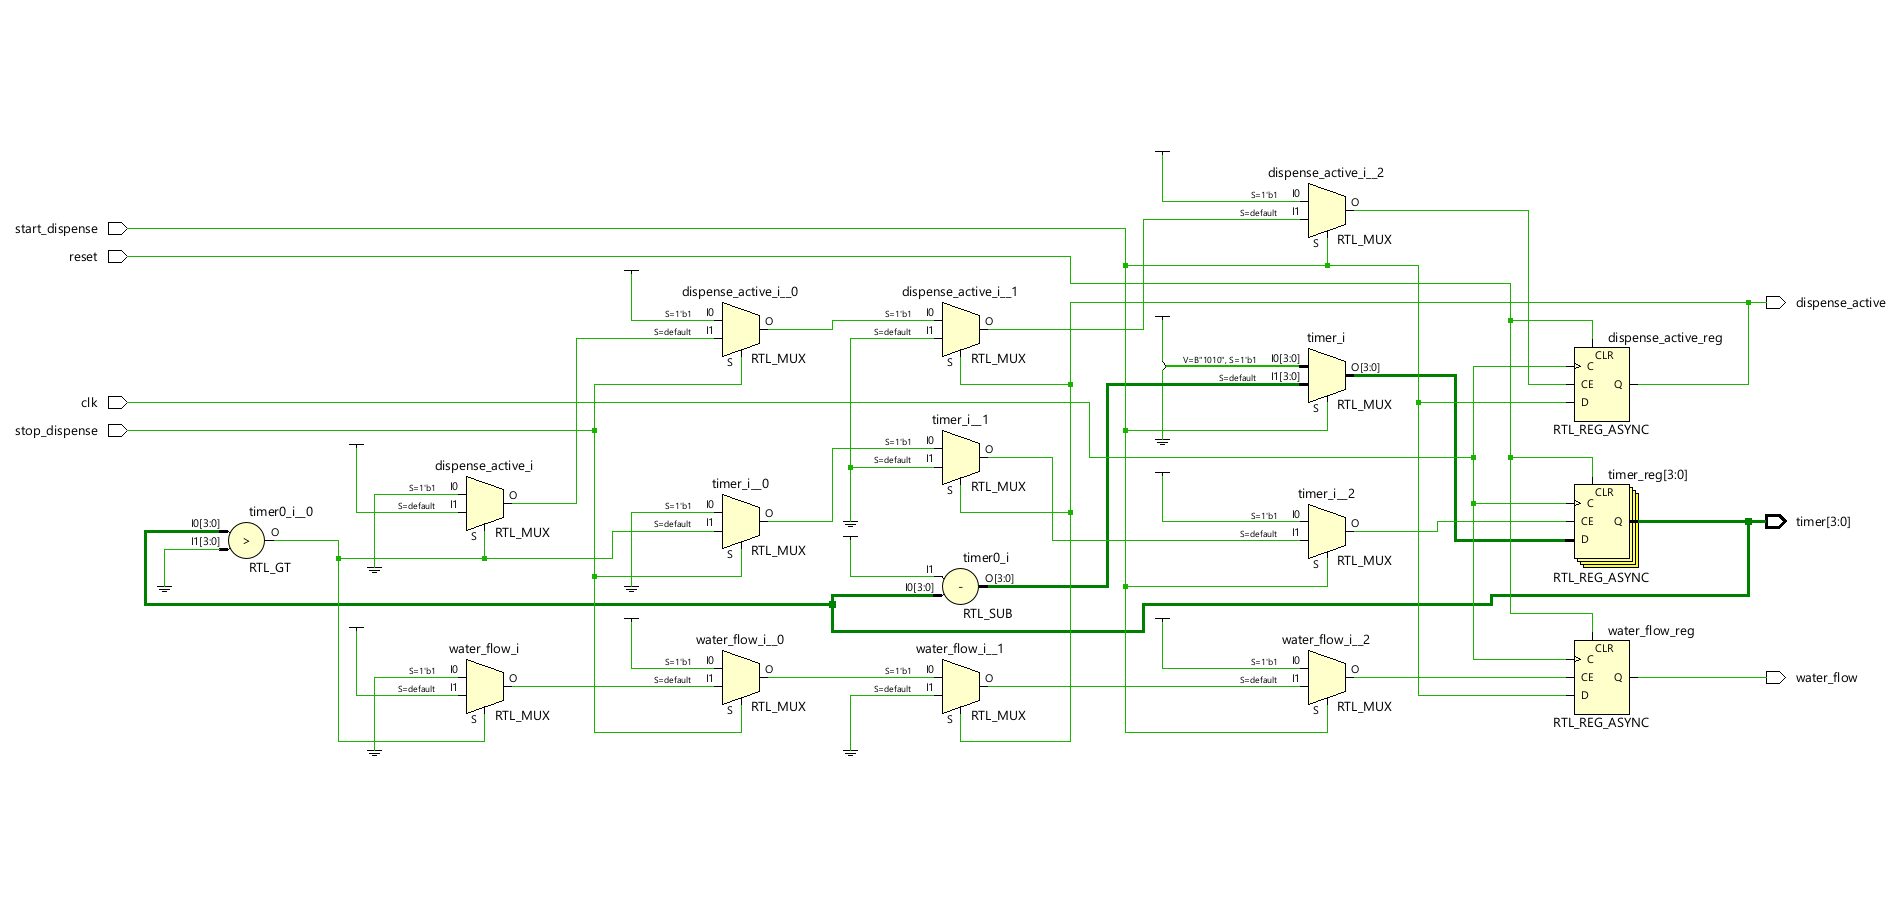 dispense_active_i__2
S=1'b1 I0
S=default I1
O
S
RTL_MUX
start_dispense
reset
dispense_active_i__0
S=1'b1 I0
S=default I1
O
S
RTL_MUX
dispense_active_i__1
S=1'b1 I0
S=default I1
O
S
RTL_MUX
dispense_active
timer_i
V=B"1010", S=1'b1 I0[3:0]
S=default I1[3:0]
O[3:0]
S
RTL_MUX
dispense_active_reg
CLR
C
CE
D
Q
RTL_REG_ASYNC
clk
stop_dispense
timer_i__1
S=1'b1 I0
S=default I1
O
S
RTL_MUX
dispense_active_i
S=1'b1 I0
S=default I1
O
S
RTL_MUX
timer_i__0
S=1'b1 I0
S=default I1
O
S
RTL_MUX
timer_i__2
S=1'b1 I0
S=default I1
O
S
RTL_MUX
timer_reg[3:0]
CLR
C
CE
D
Q
RTL_REG_ASYNC
timer[3:0]
timer0_i__0
I0[3:0]
I1[3:0]
>
O
RTL_GT
timer0_i
I1
I0[3:0]
-
O[3:0]
RTL_SUB
water_flow_i
S=1'b1 I0
S=default I1
O
S
RTL_MUX
water_flow_i__0
S=1'b1 I0
S=default I1
O
S
RTL_MUX
water_flow_i__1
S=1'b1 I0
S=default I1
O
S
RTL_MUX
water_flow_i__2
S=1'b1 I0
S=default I1
O
S
RTL_MUX
water_flow_reg
CLR
C
CE
D
Q
RTL_REG_ASYNC
water_flow